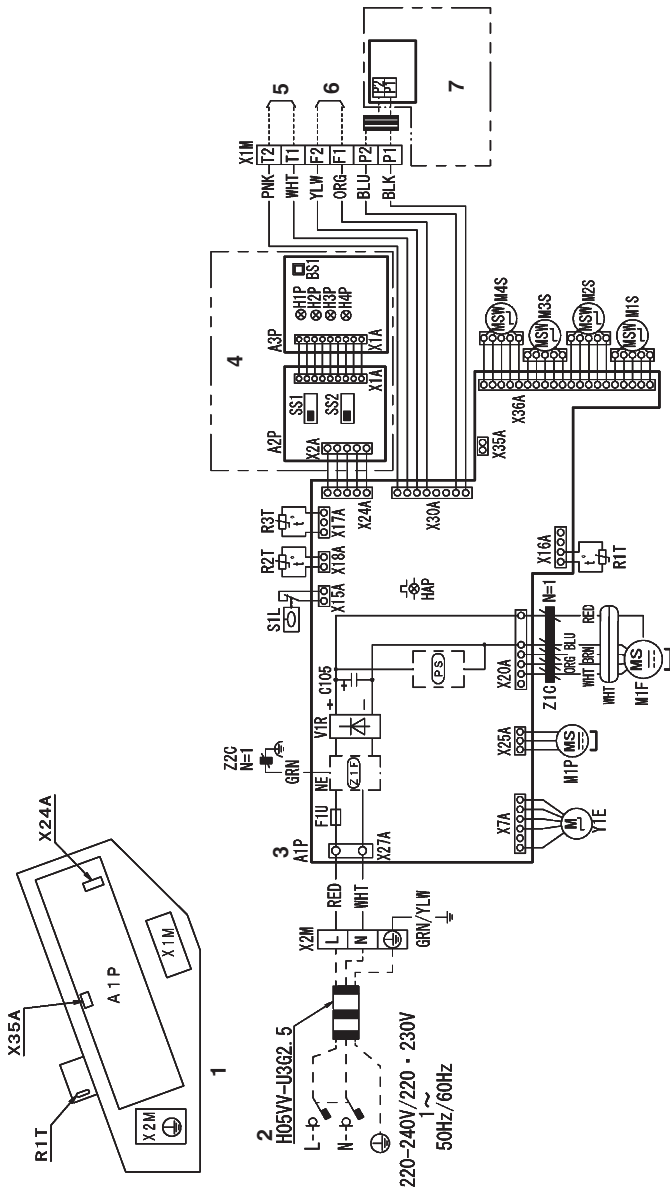 R1T
X35A
X24A
A1P
X1M
X2M
1
2
H05VV-U3G2.5
L
N
220-240V/220・230V
1~
50Hz/60Hz
X2M
L
N
RED
WHT
GRN/YLW
3
A1P
X27A
F1U
NE
Z1F
Z2C
N=1
GRN
V1R
+
-
+
C105
PS
HAP
S1L
X15A
R2T
t°
X18A
R3T
t°
X17A
X24A
X30A
X35A
X36A
4
A2P
SS1
SS2
X2A
X1A
A3P
BS1
H1P
H2P
H3P
H4P
X1A
PNK
WHT
YLW
ORG
BLU
BLK
X1M
T2
T1
F2
F1
P2
P1
5
6
7
P2
P1
MSW
M4S
MSW
M3S
MSW
M2S
MSW
M1S
X7A
M
Y1E
X25A
MS
M1P
X20A
Z1C
N=1
WHT
ORG
BRN
BLU
RED
WHT
MS
M1F
X16A
t°
R1T